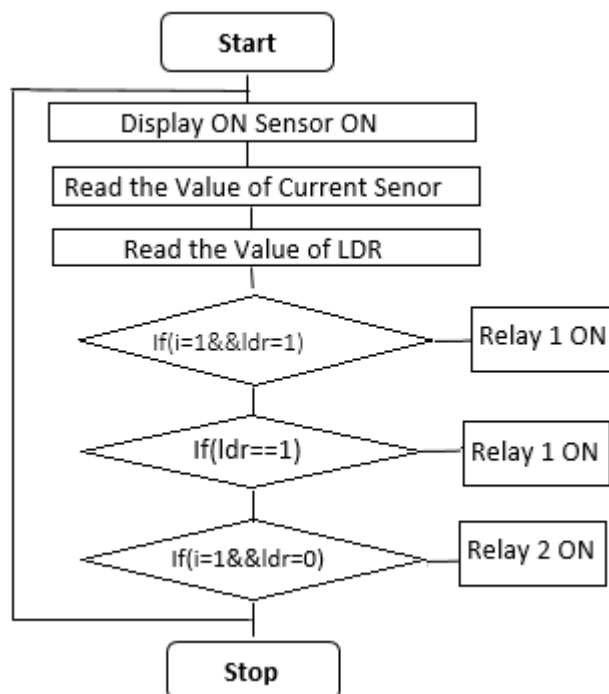 Start
Display ON Sensor ON
Read the Value of Current Senor
Read the Value of LDR
If(i=1&&ldr=1)
Relay 1 ON
If(ldr==1)
Relay 1 ON
If(i=1&&ldr=0)
Relay 2 ON
Stop